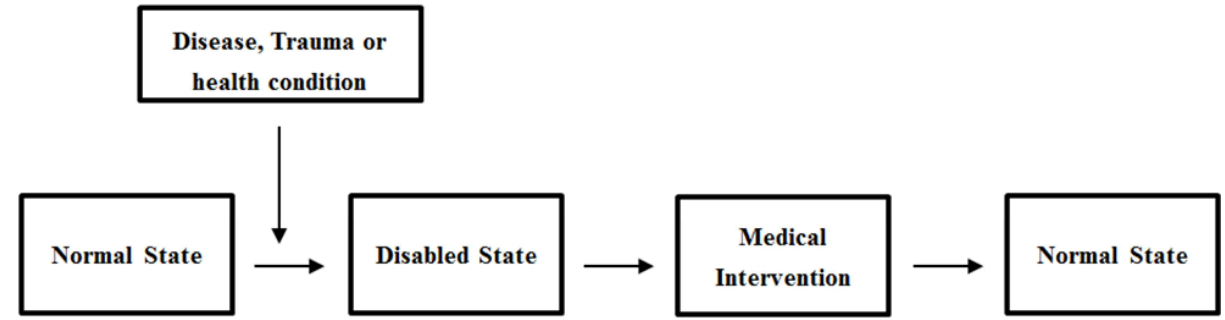 Disease, Trauma or
health condition
Normal State
Disabled State
Medical
Intervention
Normal State